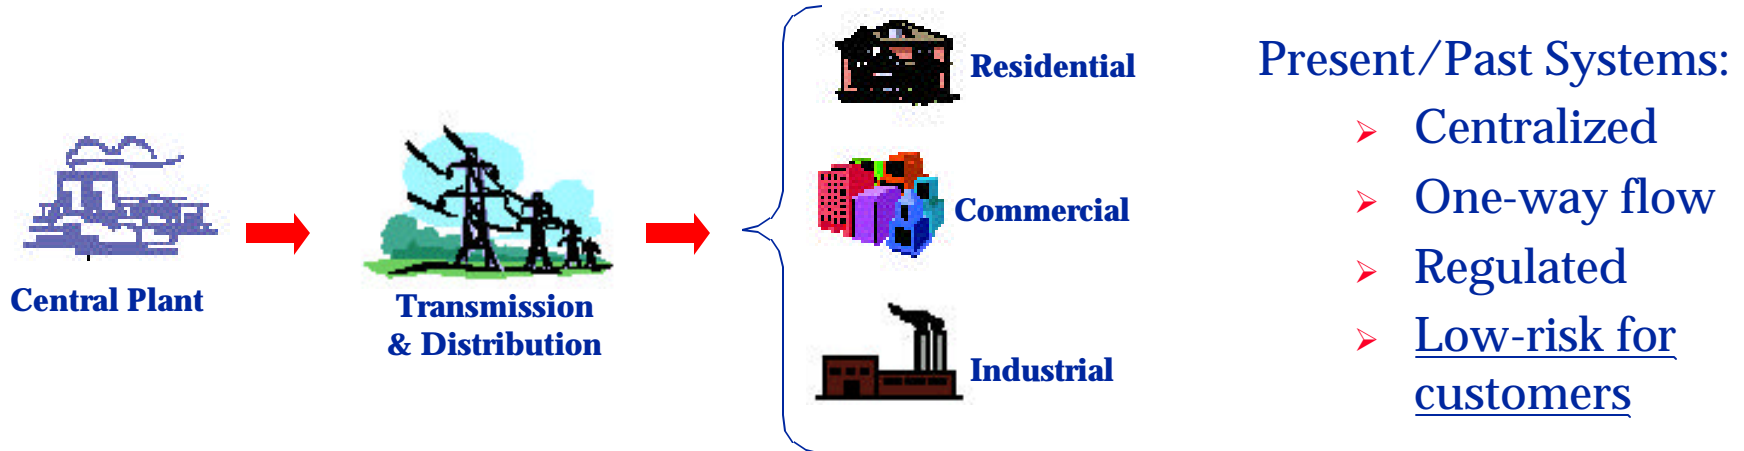 Central Plant
Transmission
& Distribution
Residential
Commercial
Industrial
Present/Past Systems:
➢ Centralized
➢ One-way flow
➢ Regulated
➢ Low-risk for
customers